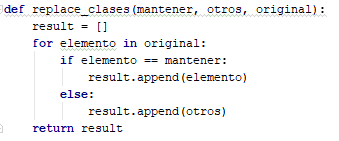 def replace_clases(mantener, otros, original):
    result = []
    for elemento in original:
        if elemento == mantener:
            result.append(elemento)
        else:
            result.append(otros)
    return result